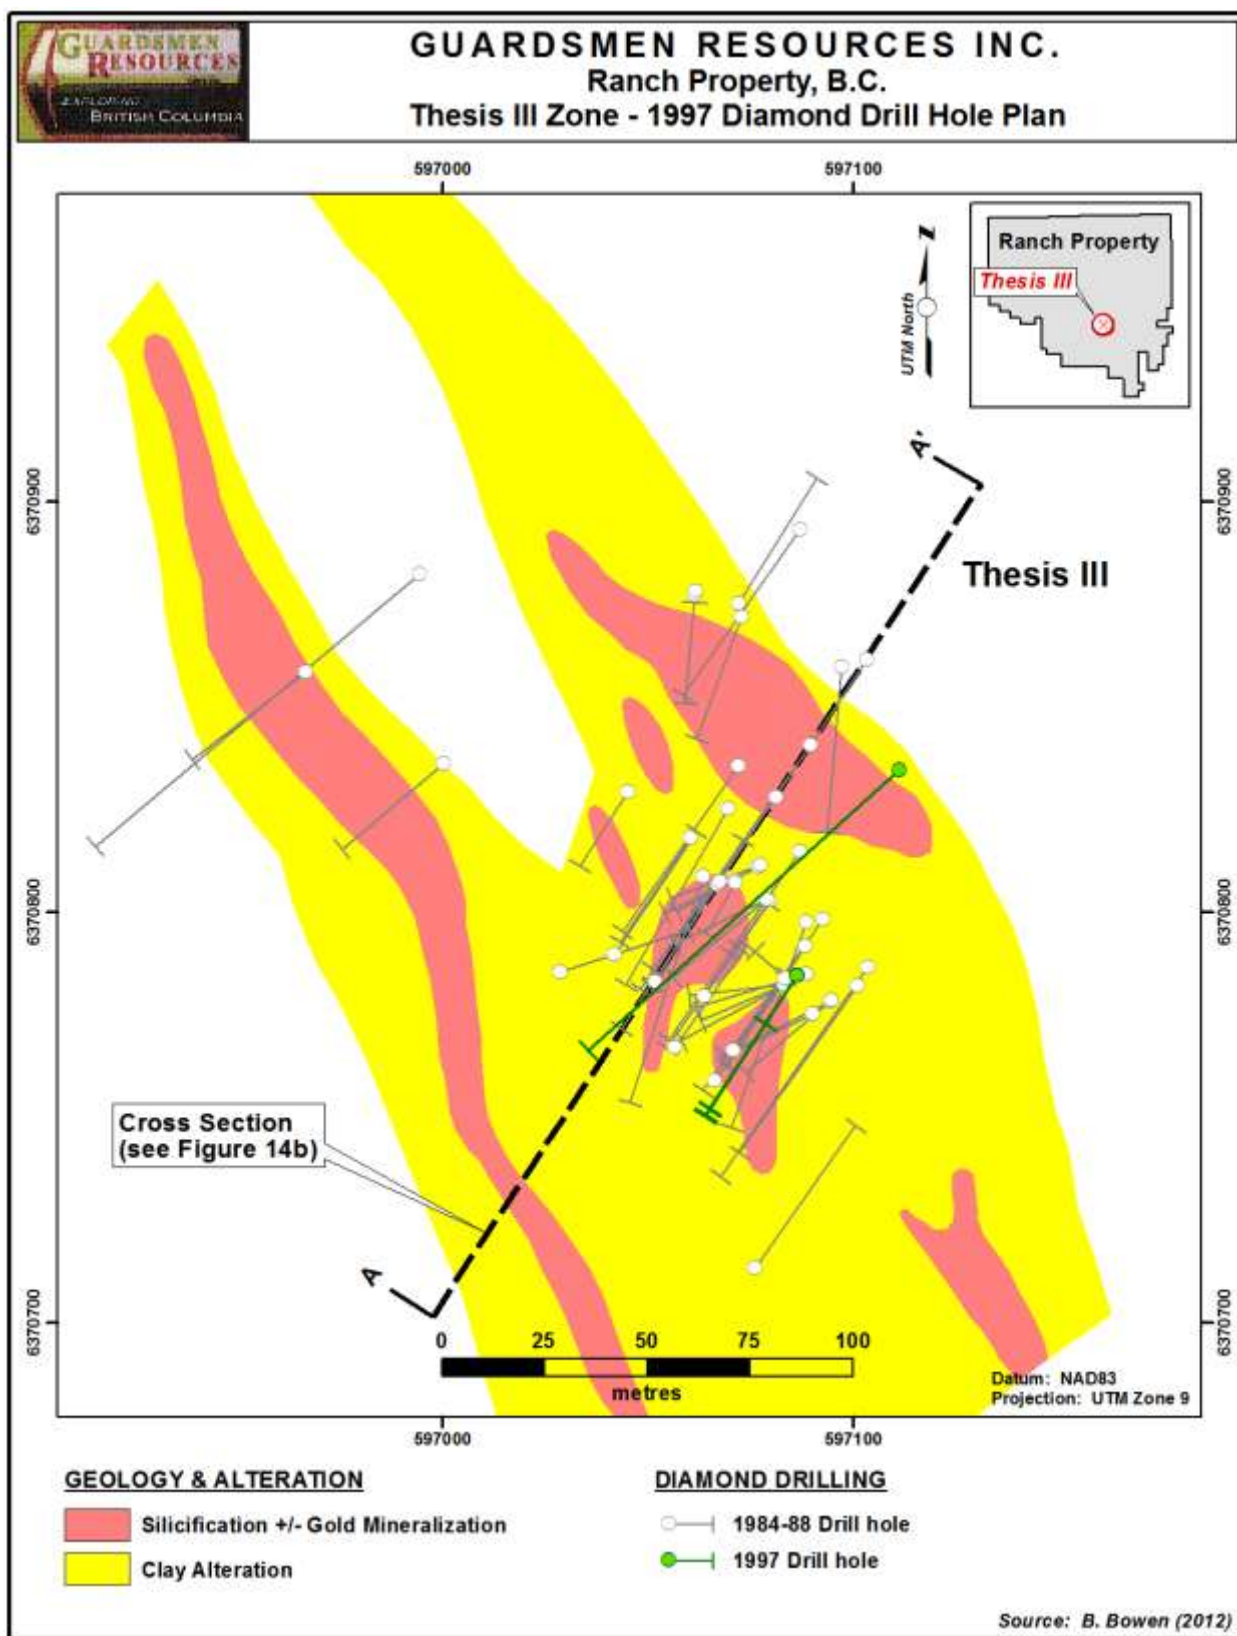 GUARDSMEN
RESOURCES
EXPLORING
BRITISH COLUMBIA
GUARDSMEN RESOURCES INC.
Ranch Property, B.C.
Thesis III Zone - 1997 Diamond Drill Hole Plan
597000
597100
N
UTM North
Ranch Property
Thesis III
6370900
6370900
A'
Thesis III
6370800
6370800
Cross Section
(see Figure 14b)
A
6370700
6370700
0 25 50 75 100
metres
Datum: NAD83
Projection: UTM Zone 9
597000
597100
GEOLOGY & ALTERATION
Silicification +/- Gold Mineralization
Clay Alteration
DIAMOND DRILLING
1984-88 Drill hole
1997 Drill hole
Source: B. Bowen (2012)